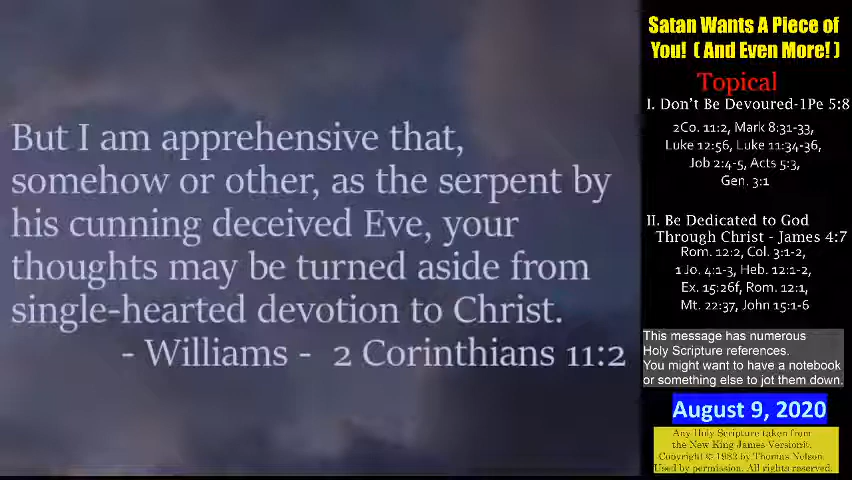 But I am apprehensive that,
somehow or other, as the serpent by
his cunning deceived Eve, your
thoughts may be turned aside from
single-hearted devotion to Christ.
- Williams - 2 Corinthians 11:2
Satan Wants A Piece of
You! ( And Even More! )
Topical
I. Don't Be Devoured-1Pe 5:8
2Co. 11:2, Mark 8:31-33,
Luke 12:56, Luke 11:34-36,
Job 2:4-5, Acts 5:3,
Gen. 3:1
II. Be Dedicated to God
Through Christ - James 4:7
Rom. 12:2, Col. 3:1-2,
1 Jo. 4:1-3, Heb. 12:1-2,
Ex. 15:26f, Rom. 12:1,
Mt. 22:37, John 15:1-6
This message has numerous
Holy Scripture references.
You might want to have a notebook
or something else to jot them down.
August 9, 2020
Any Holy Scripture taken from
the New King James Version®.
Copyright © 1982 by Thomas Nelson.
Used by permission. All rights reserved.